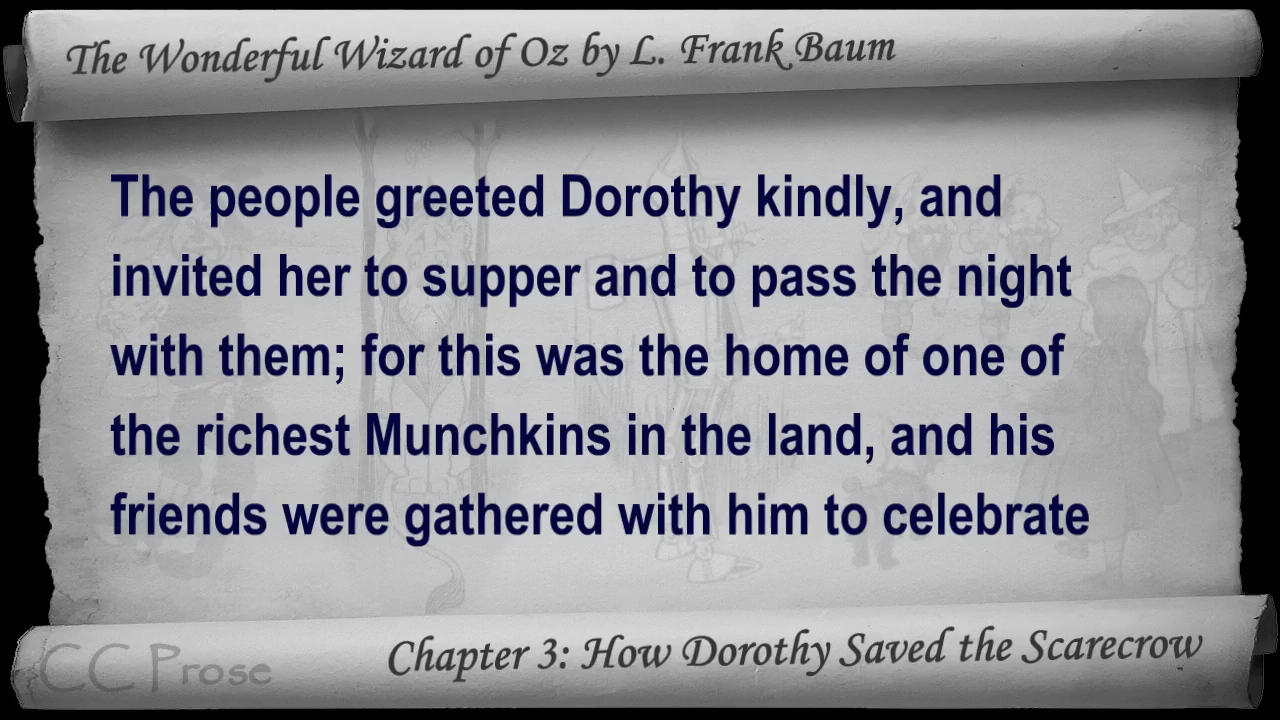 The Wonderful Wizard of Oz by L. Frank Baum
The people greeted Dorothy kindly, and
invited her to supper and to pass the night
with them; for this was the home of one of
the richest Munchkins in the land, and his
friends were gathered with him to celebrate
Chapter 3: How Dorothy Saved the Scarecrow
CC Prose